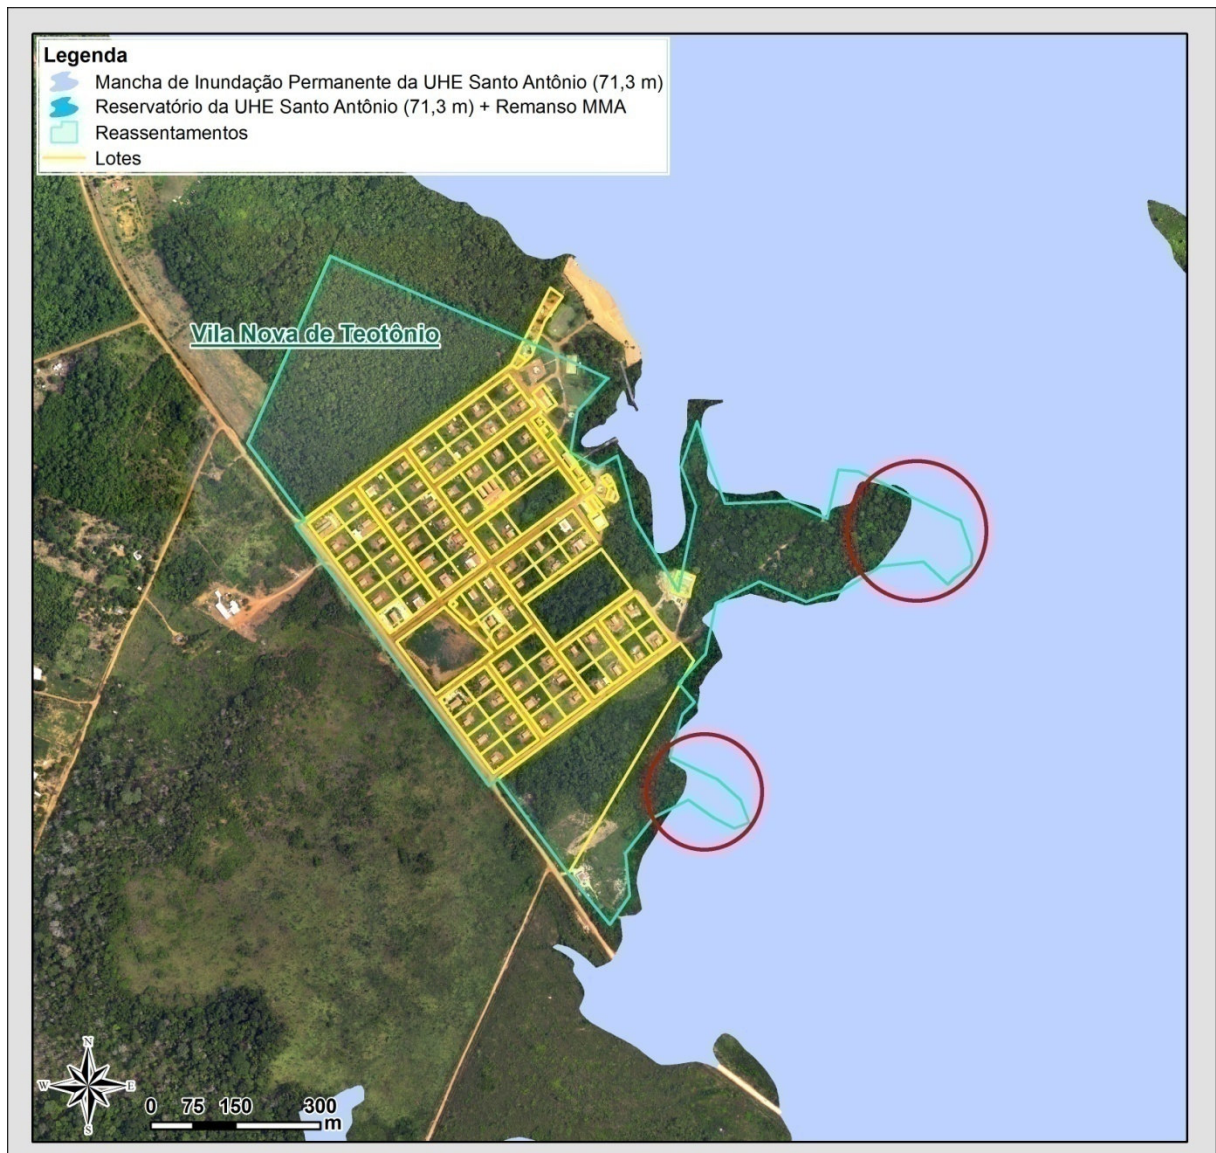 Legenda
Mancha de Inundação Permanente da UHE Santo Antônio (71,3 m)
Reservatório da UHE Santo Antônio (71,3 m) + Remanso MMA
Reassentamentos
Lotes
Vila Nova de Teotônio
N
W E
S
0 75 150 300
m